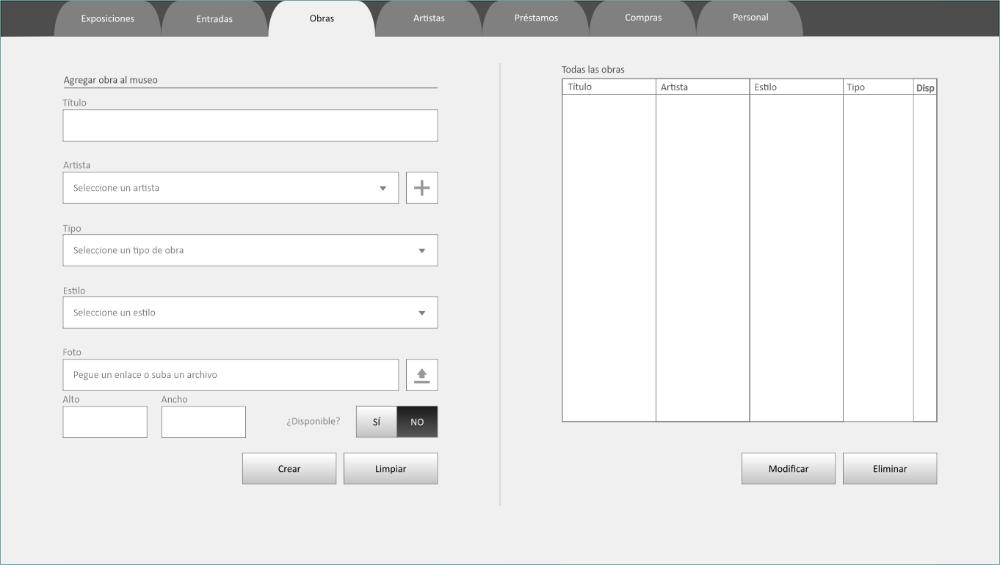 Exposiciones Entradas Obras Artistas Préstamos Compras Personal
Agregar obra al museo
Título
Artista
Seleccione un artista
Tipo
Seleccione un tipo de obra
Estilo
Seleccione un estilo
Foto
Pegue un enlace o suba un archivo
Alto Ancho
¿Disponible? SÍ NO
Crear Limpiar
Todas las obras
Título Artista Estilo Tipo Disp
Modificar Eliminar